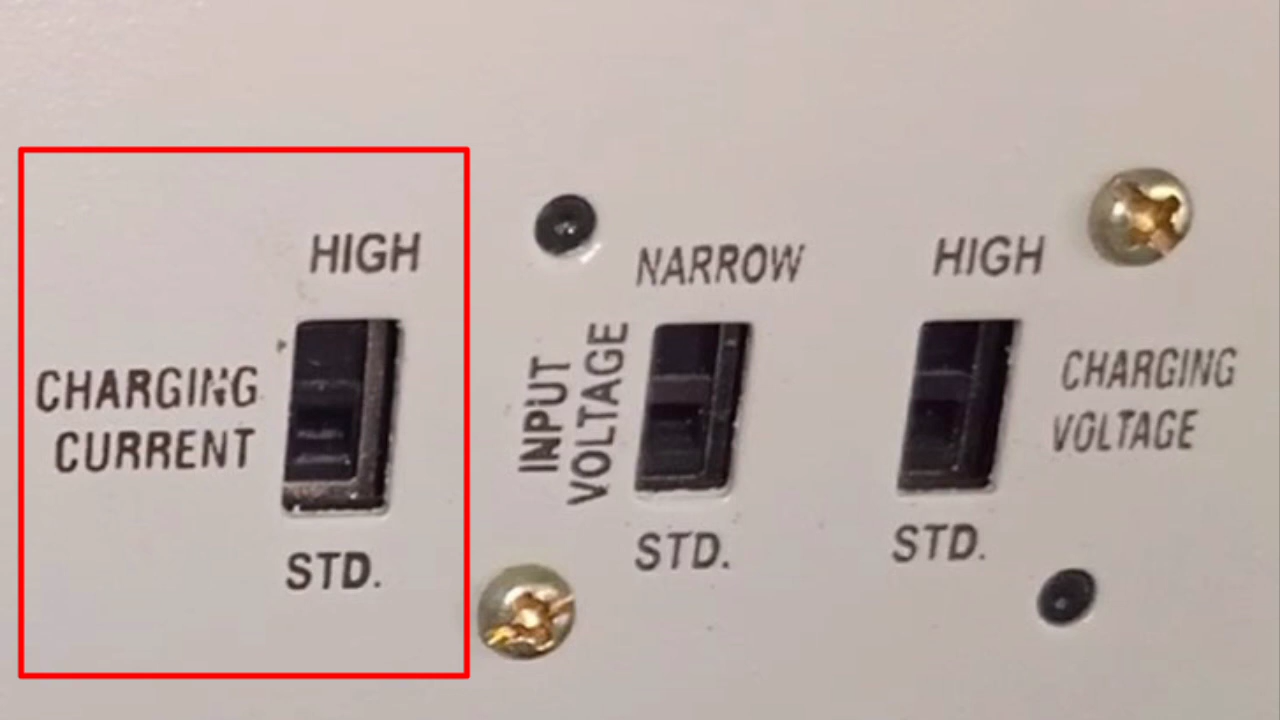 HIGH
CHARGING
CURRENT
STD.
NARROW
INPUT
VOLTAGE
STD.
HIGH
CHARGING
VOLTAGE
STD.